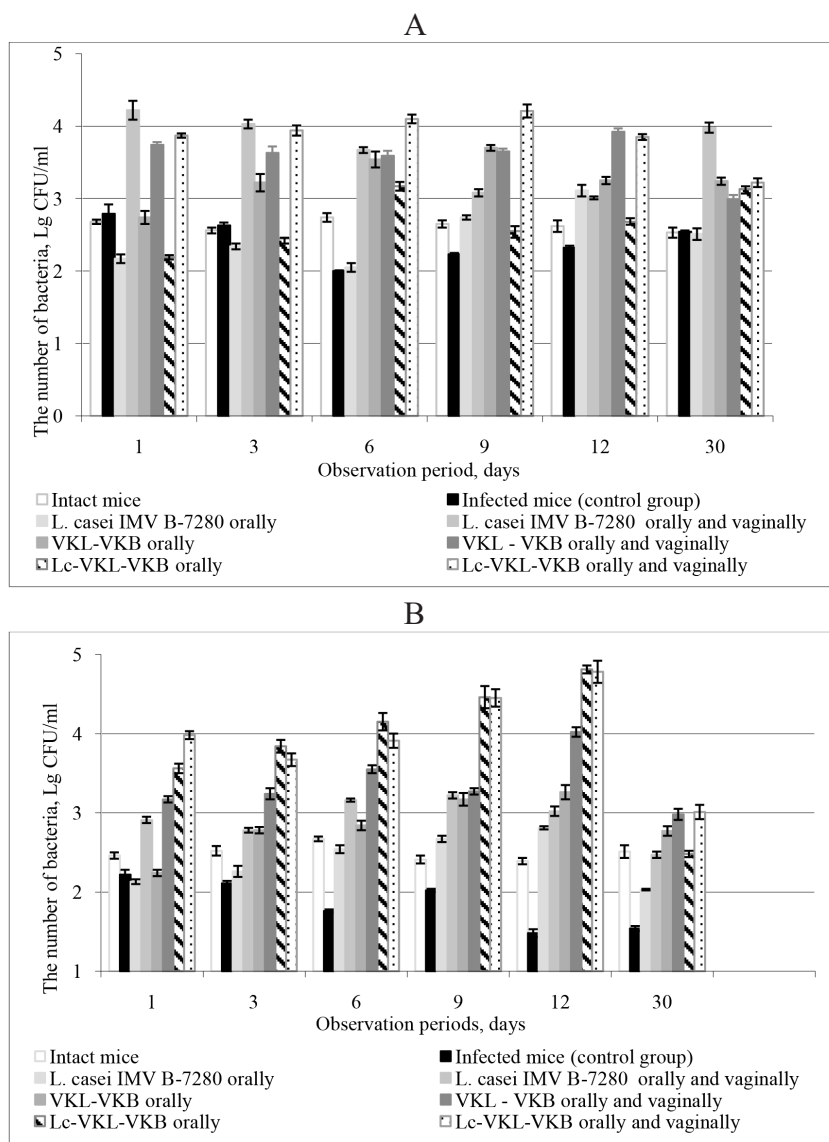 A
5
4
3
2
1
0
The number of bacteria, Lg CFU/ml
1 3 6 9 12 30
Observation period, days
Intact mice Infected mice (control group)
L. casei IMV B-7280 orally L. casei IMV B-7280 orally and vaginally
VKL-VKB orally VKL - VKB orally and vaginally
Lc-VKL-VKB orally Lc-VKL-VKB orally and vaginally
B
5
4
3
2
1
The number of bacteria, Lg CFU/ml
1 3 6 9 12 30
Observation periods, days
Intact mice Infected mice (control group)
L. casei IMV B-7280 orally L. casei IMV B-7280 orally and vaginally
VKL-VKB orally VKL - VKB orally and vaginally
Lc-VKL-VKB orally Lc-VKL-VKB orally and vaginally